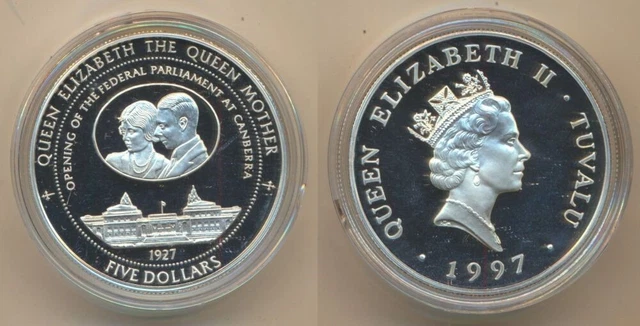 QUEEN ELIZABETH THE QUEEN MOTHER
OPENING OF THE FEDERAL PARLIAMENT AT CANBERRA
1927
FIVE DOLLARS
QUEEN ELIZABETH II · TUVALU · 1997 ·